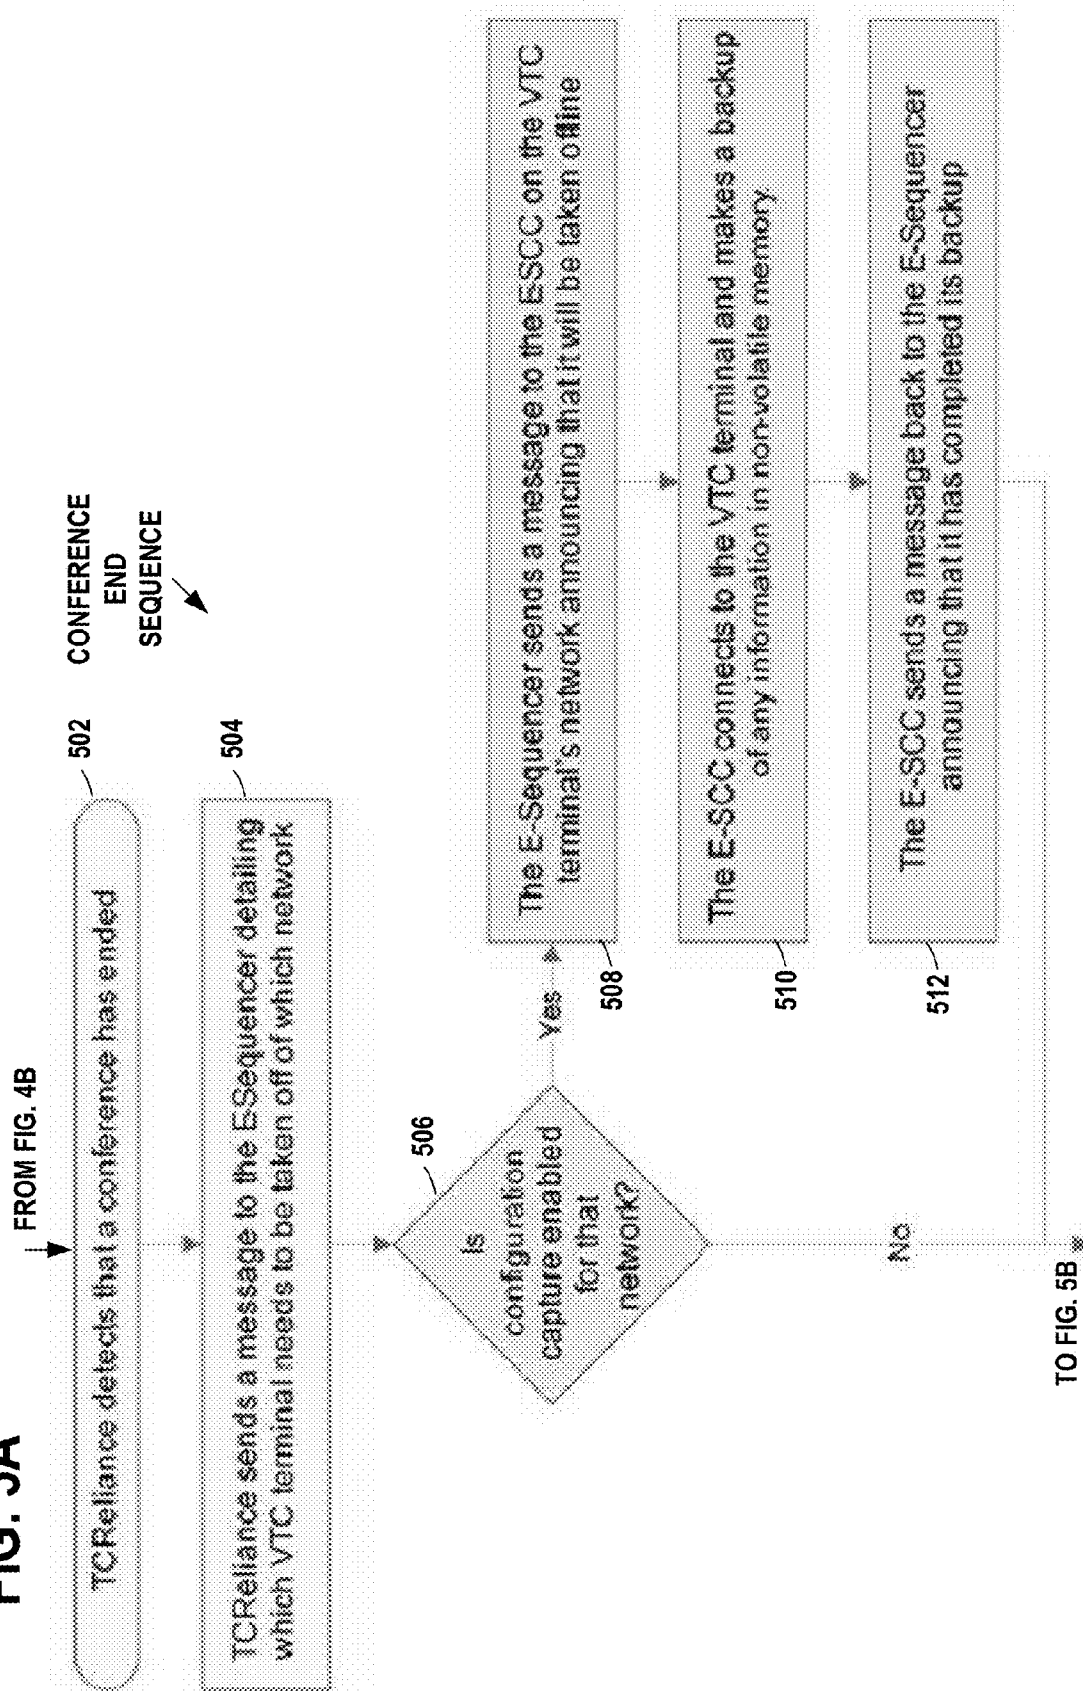 FIG. 5A
FROM FIG. 4B
CONFERENCE
END
SEQUENCE
502
TCReliance detects that a conference has ended
504
TCReliance sends a message to the E-Sequencer detailing
which VTC terminal needs to be taken off of which network
506
Is
configuration
capture enabled
for that
network?
Yes
508
The E-Sequencer sends a message to the E-SCC on the VTC
terminal's network announcing that it will be taken offline
510
The E-SCC connects to the VTC terminal and makes a backup
of any information in non-volatile memory
512
The E-SCC sends a message back to the E-Sequencer
announcing that it has completed its backup
No
TO FIG. 5B